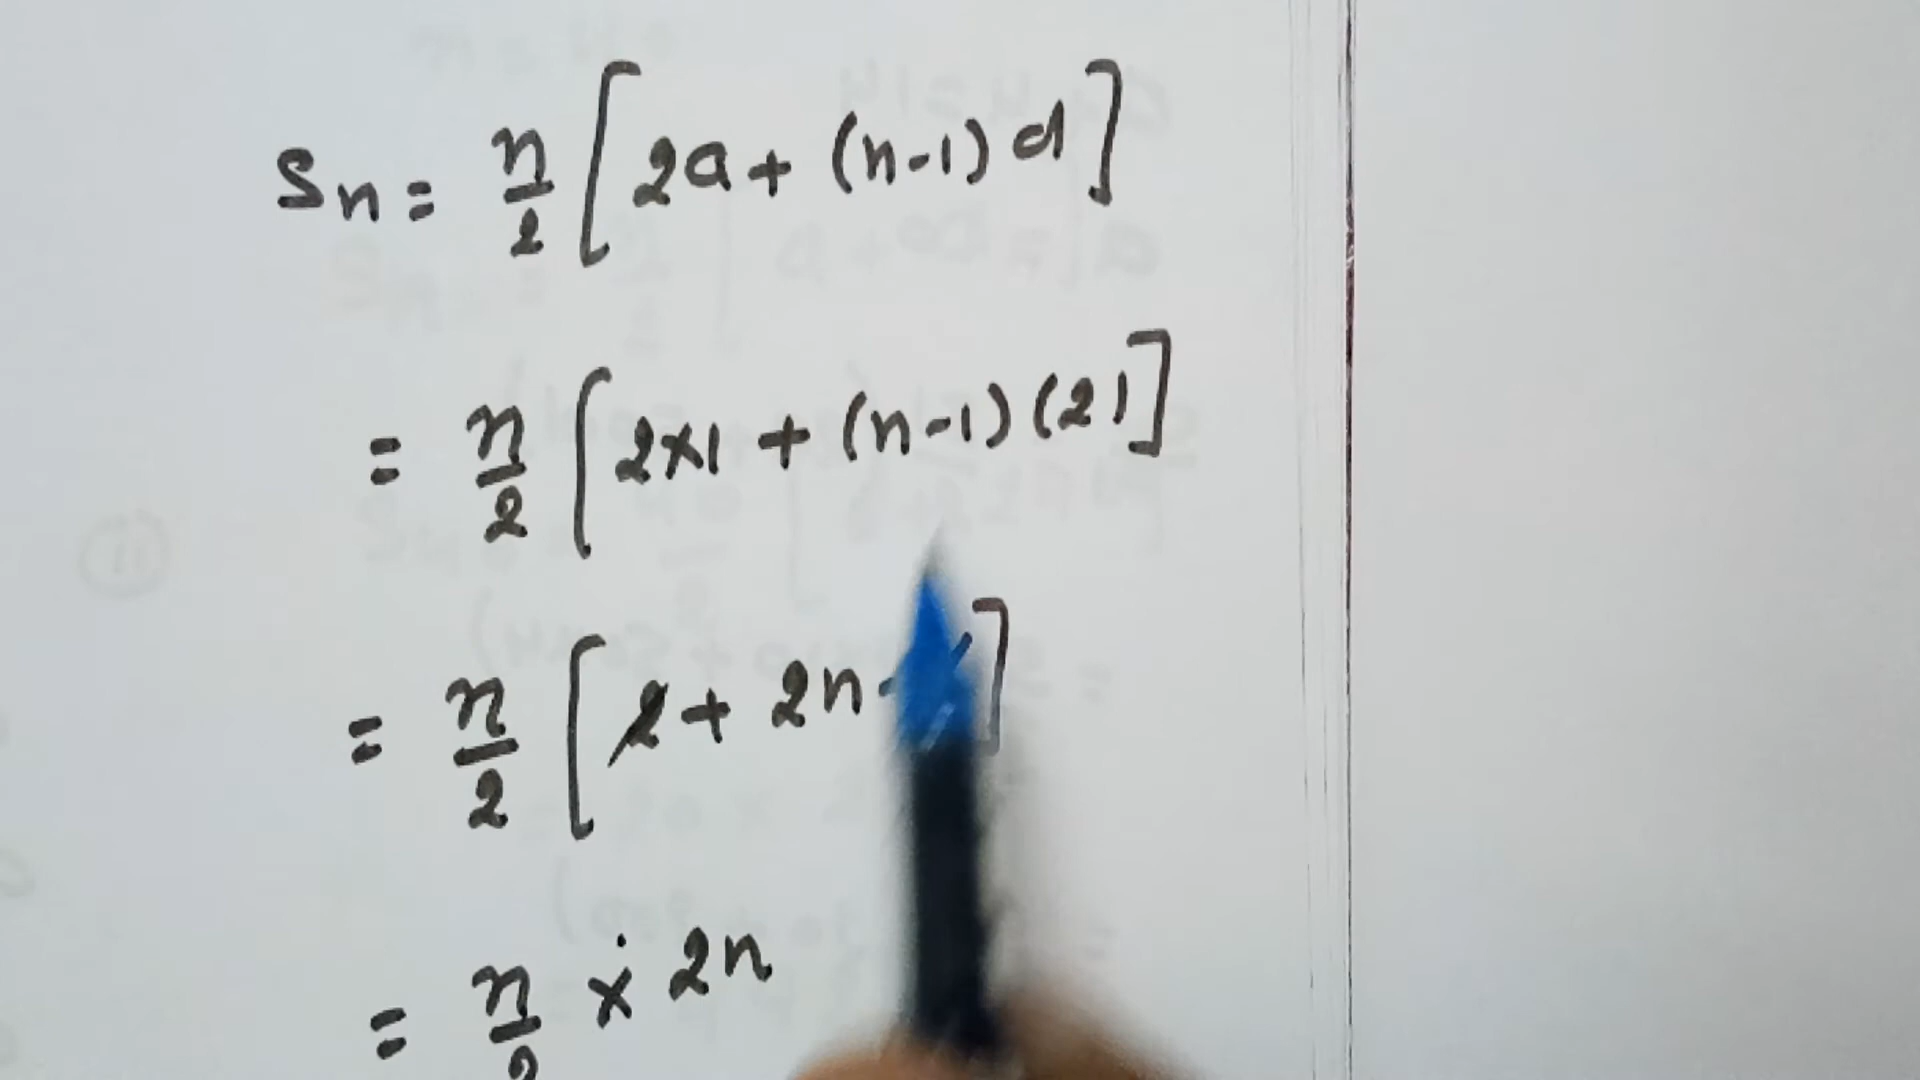 Sn = n/2 [2a + (n-1) d]
= n/2 [2×1 + (n-1) (2)]
= n/2 [2 + 2n -
= n/2 × 2n